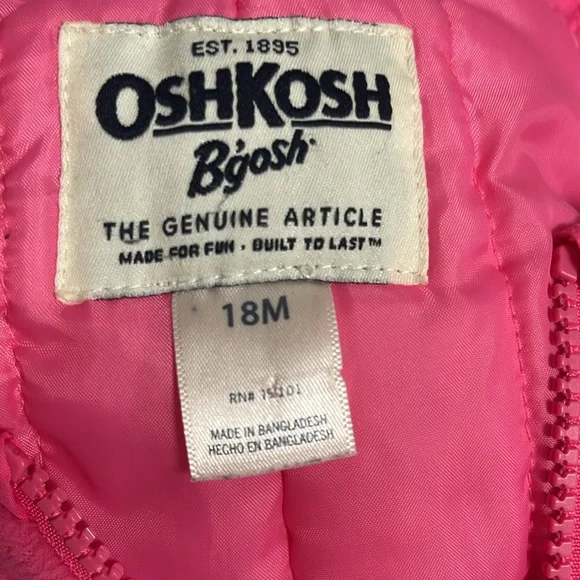 EST. 1895
OSHKOSH
B'gosh
THE GENUINE ARTICLE
MADE FOR FUN · BUILT TO LAST™
18M
RN#
MADE IN BANGLADESH
HECHO EN BANGLADESH